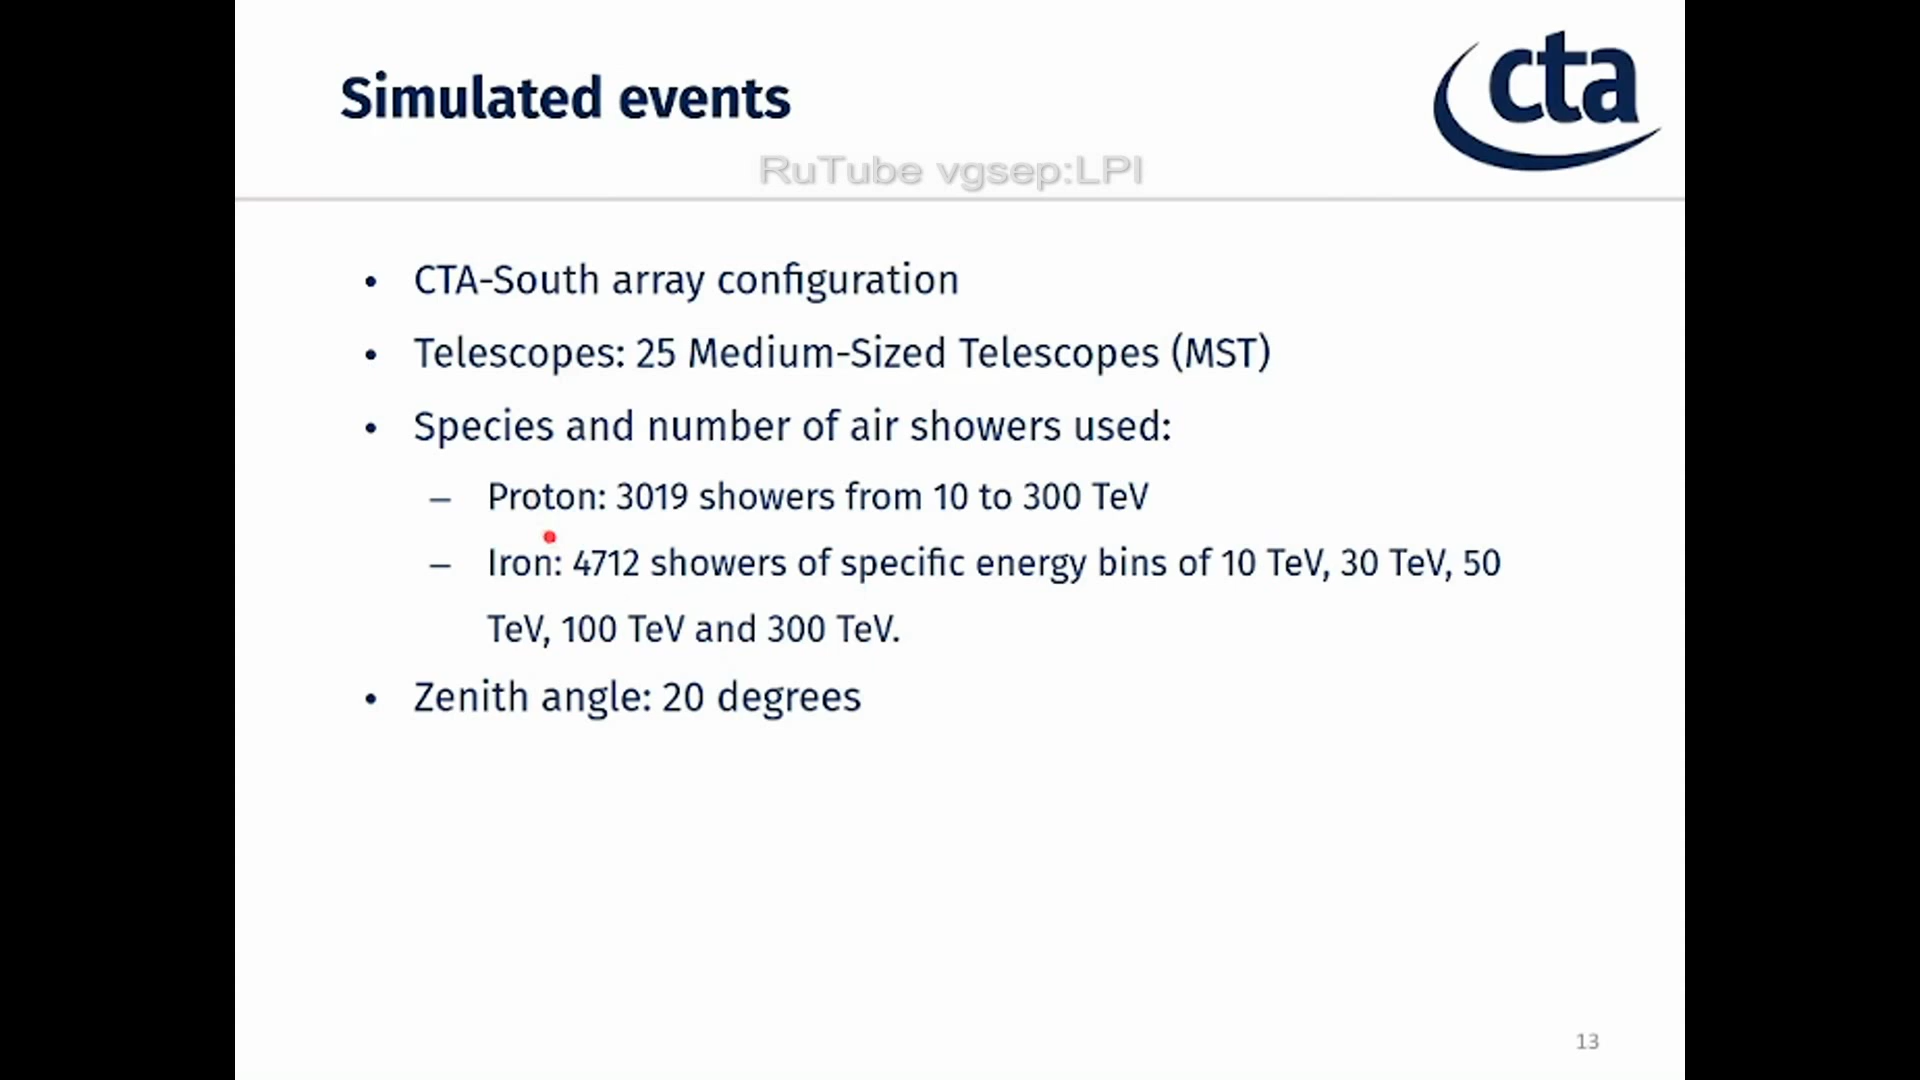 Simulated events
cta
RuTube vgsep:LPI
• CTA-South array configuration
• Telescopes: 25 Medium-Sized Telescopes (MST)
• Species and number of air showers used:
– Proton: 3019 showers from 10 to 300 TeV
– Iron: 4712 showers of specific energy bins of 10 TeV, 30 TeV, 50
TeV, 100 TeV and 300 TeV.
• Zenith angle: 20 degrees
13